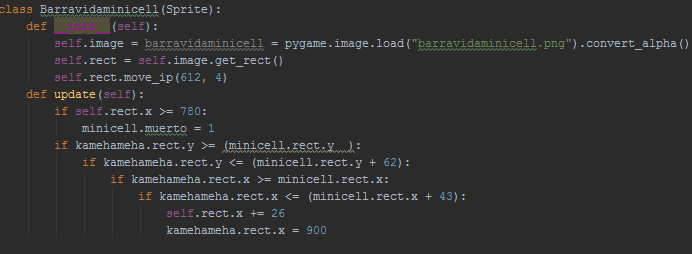 class Barravidaminicell(Sprite):
def __init__(self):
self.image = barravidaminicell = pygame.image.load("barravidaminicell.png").convert_alpha()
self.rect = self.image.get_rect()
self.rect.move_ip(612, 4)
def update(self):
if self.rect.x >= 780:
minicell.muerto = 1
if kamehameha.rect.y >= (minicell.rect.y  ):
if kamehameha.rect.y <= (minicell.rect.y + 62):
if kamehameha.rect.x >= minicell.rect.x:
if kamehameha.rect.x <= (minicell.rect.x + 43):
self.rect.x += 26
kamehameha.rect.x = 900